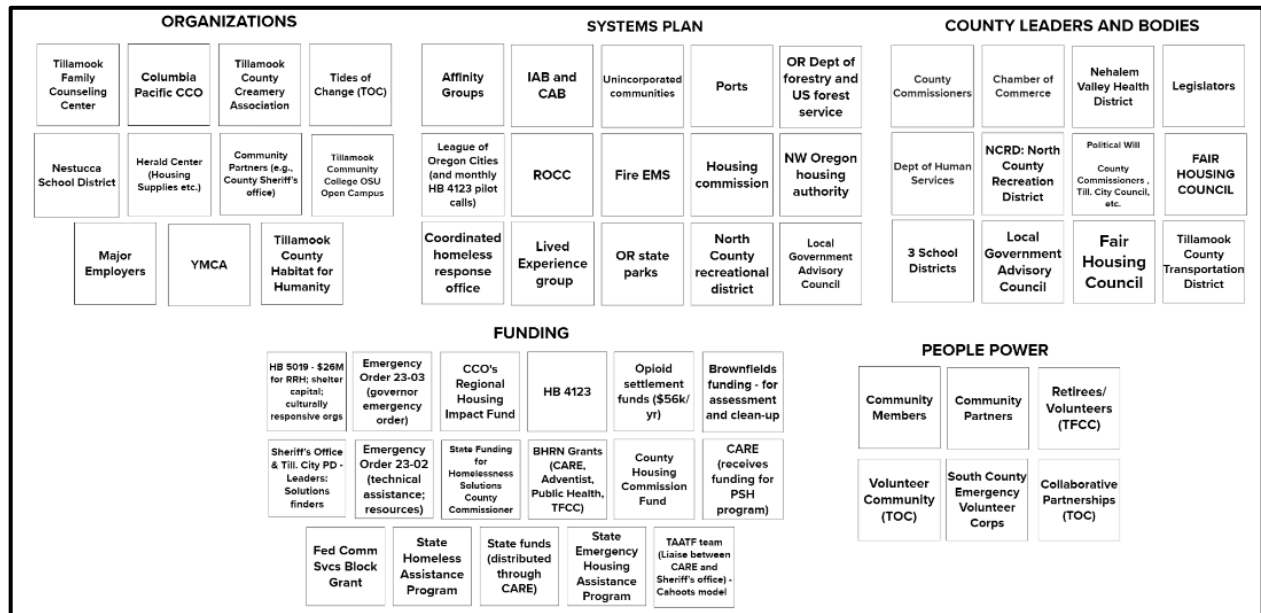 ORGANIZATIONS
Tillamook
Family
Counseling
Center
Columbia
Pacific CCO
Tillamook
County
Creamery
Association
Tides of
Change (TOC)
Nestucca
School District
Herald Center
(Housing
Supplies etc.)
Community
Partners (e.g.,
County Sheriff's
office)
Tillamook
Community
College OSU
Open Campus
Major
Employers
YMCA
Tillamook
County
Habitat for
Humanity
SYSTEMS PLAN
Affinity
Groups
IAB and
CAB
Unincorporated
communities
Ports
OR Dept of
forestry and
US forest
service
League of
Oregon Cities
(and monthly
HB 4123 pilot
calls)
ROCC
Fire EMS
Housing
commission
NW Oregon
housing
authority
Coordinated
homeless
response
office
Lived
Experience
group
OR state
parks
North
County
recreational
district
Local
Government
Advisory
Council
COUNTY LEADERS AND BODIES
County
Commissioners
Chamber of
Commerce
Nehalem
Valley Health
District
Legislators
Dept of Human
Services
NCRD: North
County
Recreation
District
Political Will
County
Commissioners ,
Till. City Council,
etc.
FAIR
HOUSING
COUNCIL
3 School
Districts
Local
Government
Advisory
Council
Fair
Housing
Council
Tillamook
County
Transportation
District
FUNDING
HB 5019 - $26M
for RRH; shelter
capital;
culturally
responsive orgs
Emergency
Order 23-03
(governor
emergency
order)
CCO's
Regional
Housing
Impact Fund
HB 4123
Opioid
settlement
funds ($56k/
yr)
Brownfields
funding - for
assessment
and clean-up
Sheriff's Office
& Till. City PD -
Leaders:
Solutions
finders
Emergency
Order 23-02
(technical
assistance;
resources)
State Funding
for
Homelessness
Solutions
County
Commissioner
BHRN Grants
(CARE,
Adventist,
Public Health,
TFCC)
County
Housing
Commission
Fund
CARE
(receives
funding for
PSH
program)
Fed Comm
Svcs Block
Grant
State
Homeless
Assistance
Program
State funds
(distributed
through
CARE)
State
Emergency
Housing
Assistance
Program
TAATF team
(Liaise between
CARE and
Sheriff's office) -
Cahoots model
PEOPLE POWER
Community
Members
Community
Partners
Retirees/
Volunteers
(TFCC)
Volunteer
Community
(TOC)
South County
Emergency
Volunteer
Corps
Collaborative
Partnerships
(TOC)